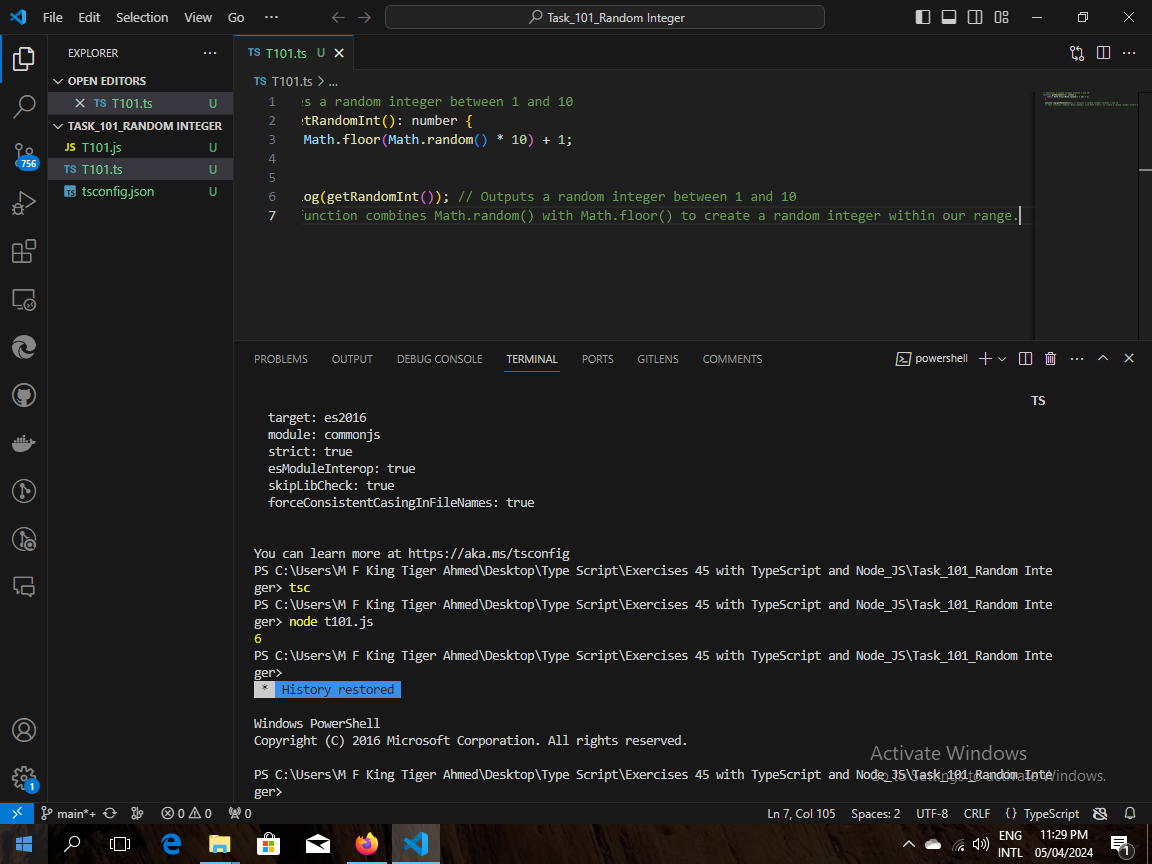 File Edit Selection View Go ··· Task_101_Random Integer
EXPLORER ···
OPEN EDITORS
TS T101.ts U
TASK_101_RANDOM INTEGER
JS T101.js U
TS T101.ts U
TS tsconfig.json U
756
1
TS T101.ts U
TS T101.ts > ...
1 es a random integer between 1 and 10
2 etRandomInt(): number {
3 Math.floor(Math.random() * 10) + 1;
4
5
6 log(getRandomInt()); // Outputs a random integer between 1 and 10
7 function combines Math.random() with Math.floor() to create a random integer within our range.
PROBLEMS OUTPUT DEBUG CONSOLE TERMINAL PORTS GITLENS COMMENTS powershell
TS
target: es2016
module: commonjs
strict: true
esModuleInterop: true
skipLibCheck: true
forceConsistentCasingInFileNames: true
You can learn more at https://aka.ms/tsconfig
PS C:\Users\M F King Tiger Ahmed\Desktop\Type Script\Exercises 45 with TypeScript and Node_JS\Task_101_Random Inte
ger> tsc
PS C:\Users\M F King Tiger Ahmed\Desktop\Type Script\Exercises 45 with TypeScript and Node_JS\Task_101_Random Inte
ger> node t101.js
6
PS C:\Users\M F King Tiger Ahmed\Desktop\Type Script\Exercises 45 with TypeScript and Node_JS\Task_101_Random Inte
ger>
* History restored
Windows PowerShell
Copyright (C) 2016 Microsoft Corporation. All rights reserved.
PS C:\Users\M F King Tiger Ahmed\Desktop\Type Script\Exercises 45 with TypeScript and Node_JS\Task_101_Random Inte
ger>
Activate Windows
Go to Settings to activate Windows.
main*+ 0 0 0 Ln 7, Col 105 Spaces: 2 UTF-8 CRLF {} TypeScript
ENG 11:29 PM
INTL 05/04/2024 1